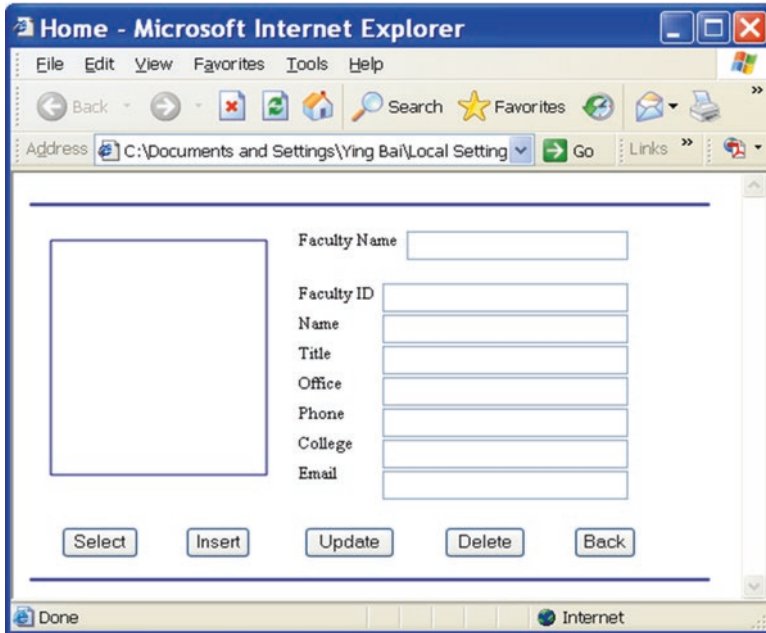 Home - Microsoft Internet Explorer
File Edit View Favorites Tools Help
Back Search Favorites »
Address C:\Documents and Settings\Ying Bai\Local Setting Go Links »
Faculty Name
Faculty ID
Name
Title
Office
Phone
College
Email
Select Insert Update Delete Back
Done Internet